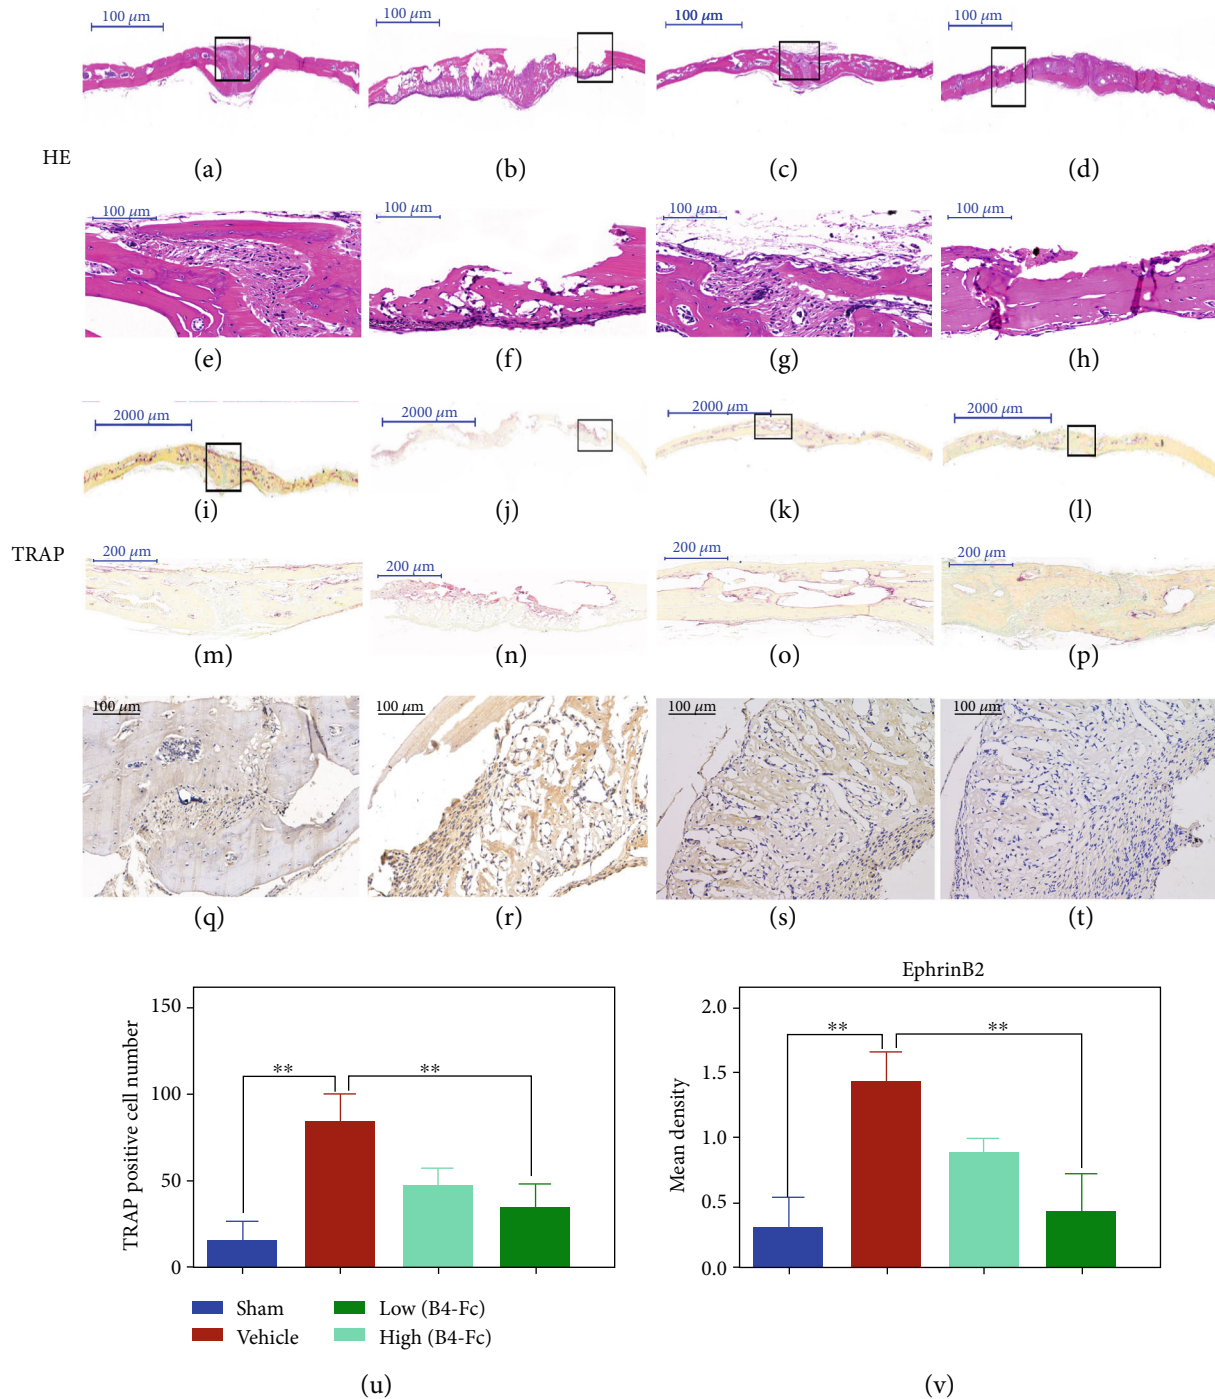 100 μm 100 μm 100 μm 100 μm
HE
(a) (b) (c) (d)
100 μm 100 μm 100 μm 100 μm
(e) (f) (g) (h)
2000 μm 2000 μm 2000 μm 2000 μm
(i) (j) (k) (l)
TRAP
200 μm 200 μm 200 μm 200 μm
(m) (n) (o) (p)
100 μm 100 μm 100 μm 100 μm
(q) (r) (s) (t)
TRAP positive cell number
150
100
50
0
** **
Sham Low (B4-Fc)
Vehicle High (B4-Fc)
(u)
EphrinB2
Mean density
2.0
1.5
1.0
0.5
0.0
** **
(v)